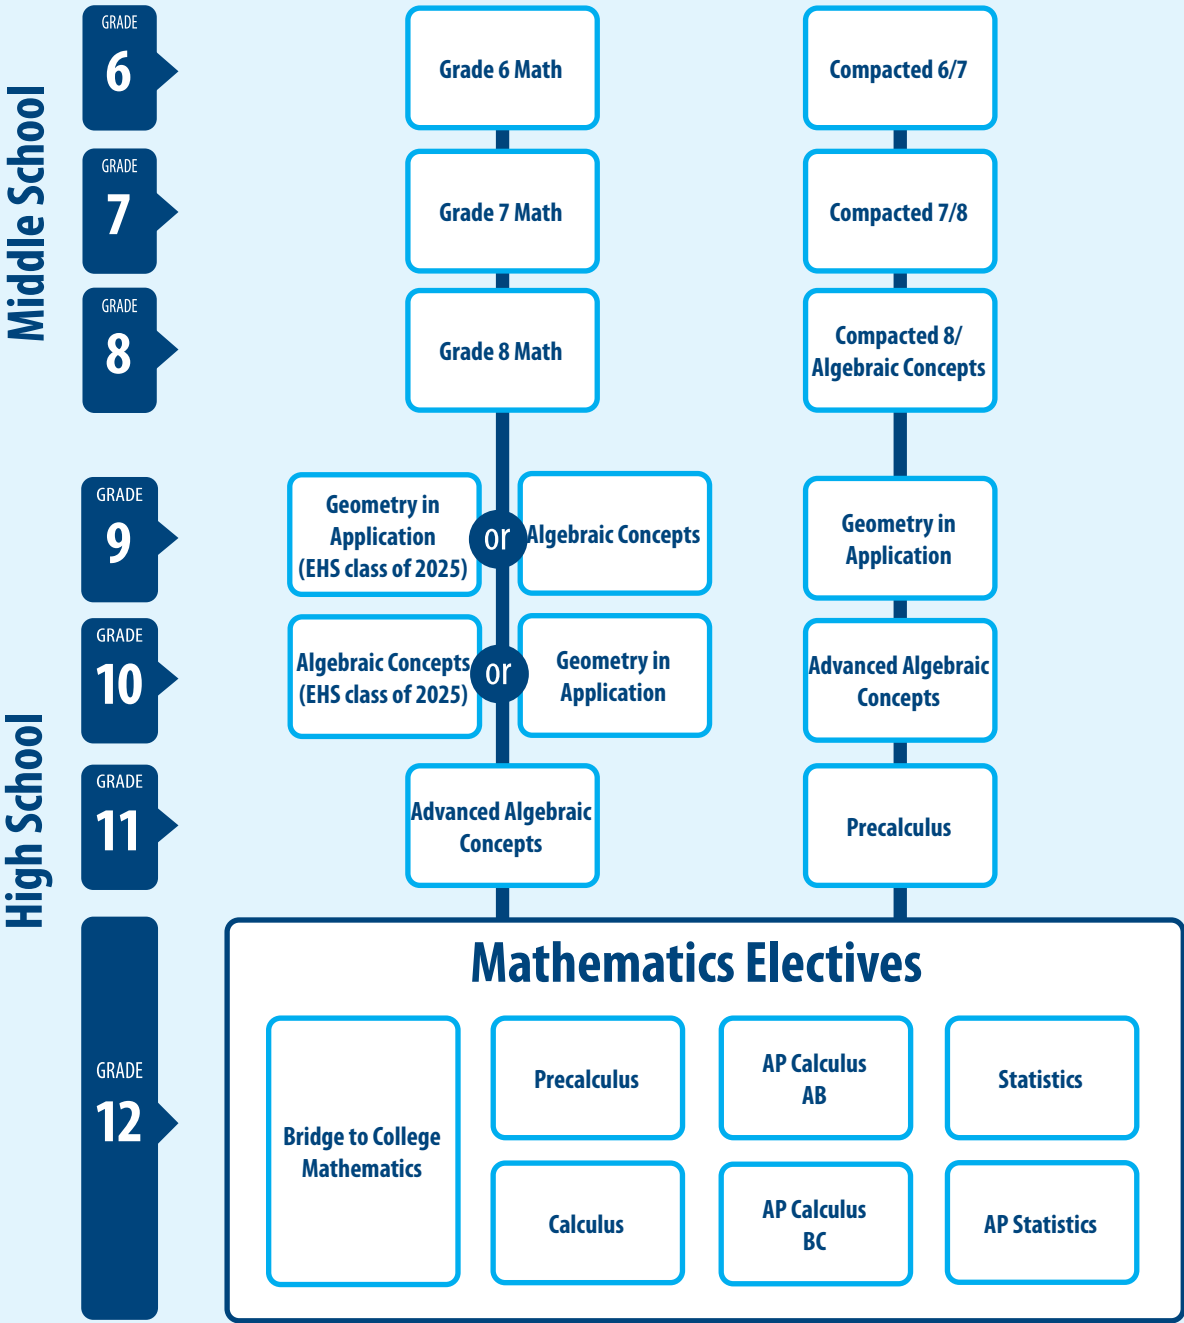 Middle School
GRADE
6
Grade 6 Math
Compacted 6/7
GRADE
7
Grade 7 Math
Compacted 7/8
GRADE
8
Grade 8 Math
Compacted 8/
Algebraic Concepts
High School
GRADE
9
Geometry in
Application
(EHS class of 2025)
or
Algebraic Concepts
Geometry in
Application
GRADE
10
Algebraic Concepts
(EHS class of 2025)
or
Geometry in
Application
Advanced Algebraic
Concepts
GRADE
11
Advanced Algebraic
Concepts
Precalculus
GRADE
12
Mathematics Electives
Bridge to College
Mathematics
Precalculus
AP Calculus
AB
Statistics
Calculus
AP Calculus
BC
AP Statistics